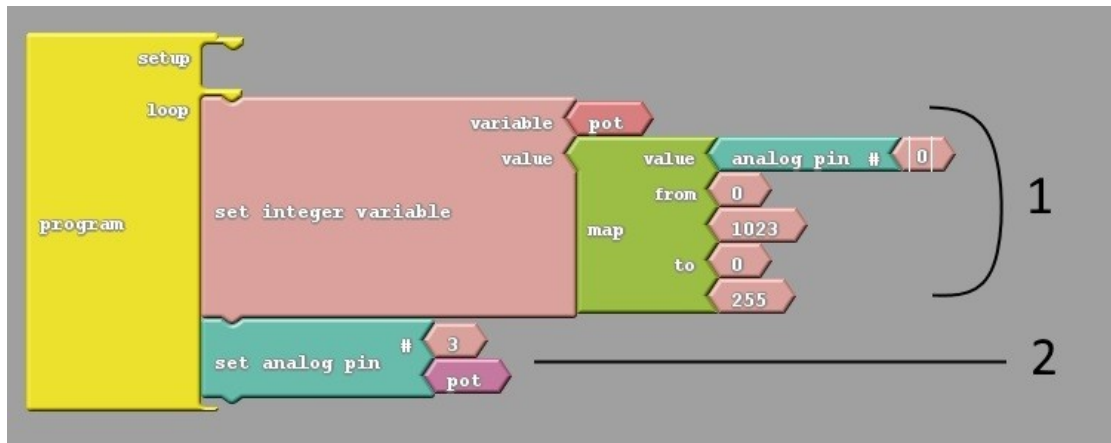 setup
loop
program
set integer variable
variable pot
value
map
value analog pin # 0
from 0
1023
to 0
255
1
set analog pin
# 3
pot
2